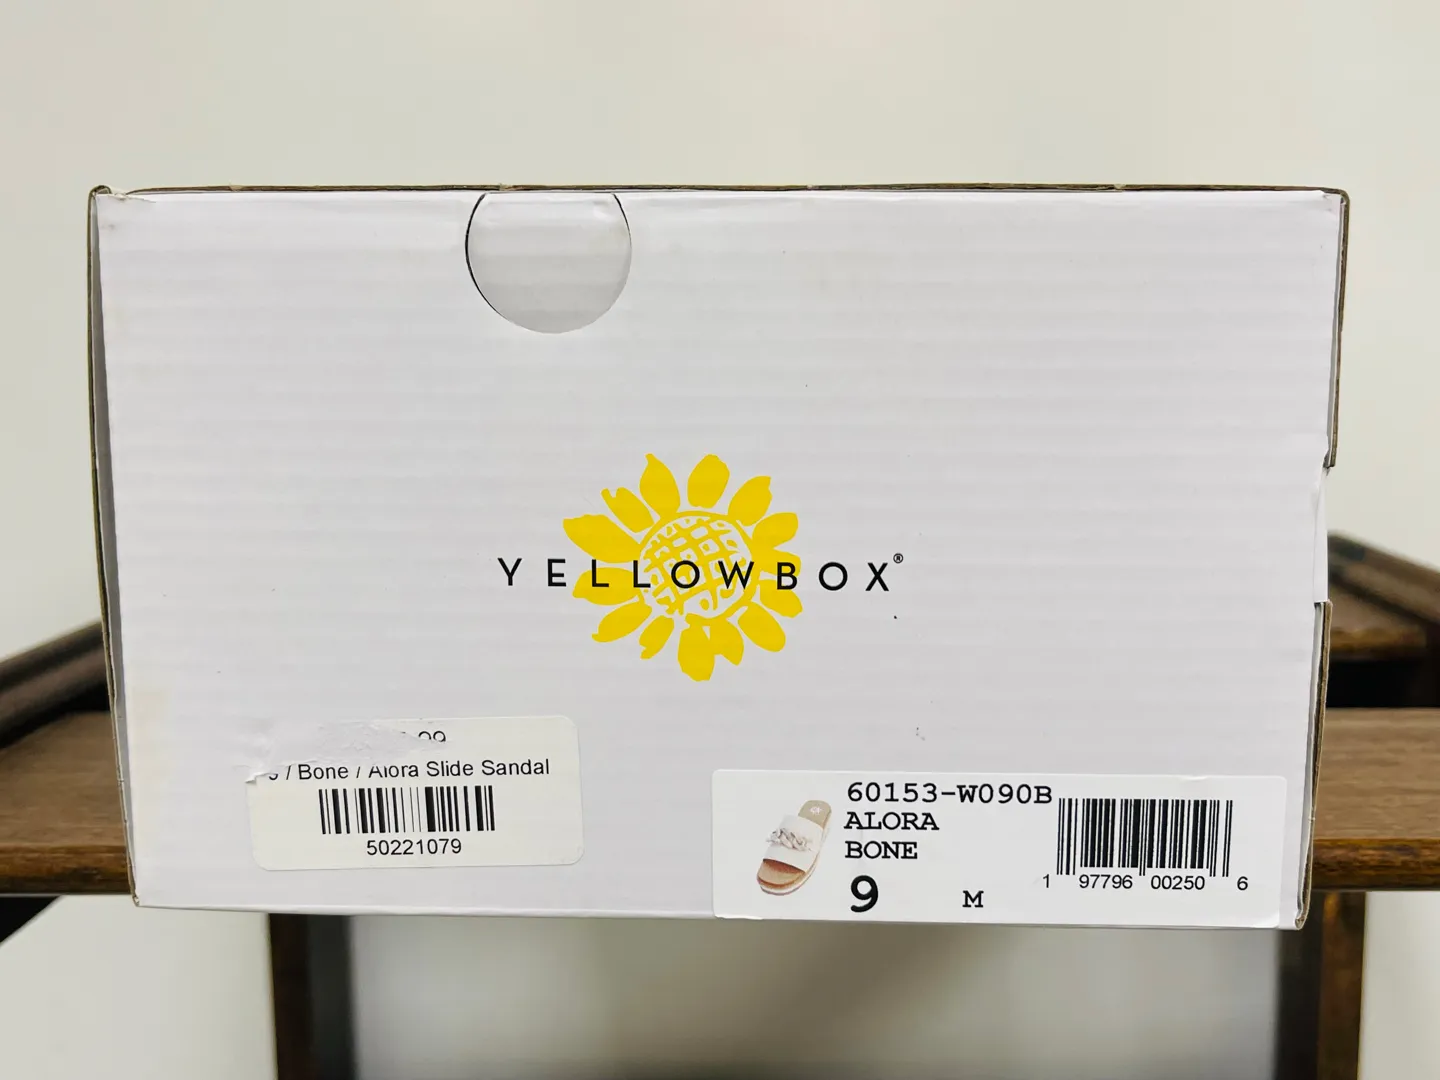 YELLOWBOX®
/ Bone / Alora Slide Sandal
50221079
60153-W090B
ALORA
BONE
9 M
1 97796 00250 6